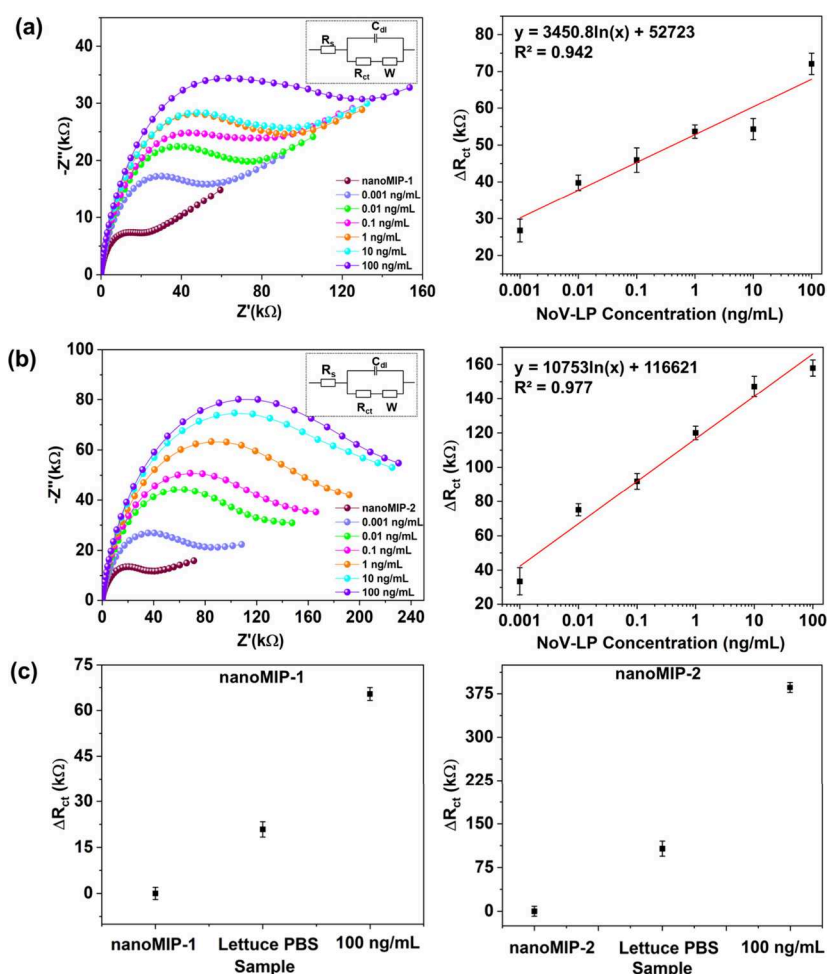 (a)
-Z''(kΩ)
40
30
20
10
0
0
40
80
120
160
Z'(kΩ)
Rs
Cdl
Rct
W
nanoMIP-1
0.001 ng/mL
0.01 ng/mL
0.1 ng/mL
1 ng/mL
10 ng/mL
100 ng/mL
y = 3450.8ln(x) + 52723
R² = 0.942
ΔRct (kΩ)
80
70
60
50
40
30
20
0.001
0.01
0.1
1
10
100
NoV-LP Concentration (ng/mL)
(b)
-Z''(kΩ)
100
80
60
40
20
0
0
40
80
120
160
200
240
280
Z'(kΩ)
Rs
Cdl
Rct
W
nanoMIP-2
0.001 ng/mL
0.01 ng/mL
0.1 ng/mL
1 ng/mL
10 ng/mL
100 ng/mL
y = 10753ln(x) + 116621
R² = 0.977
ΔRct (kΩ)
160
140
120
100
80
60
40
20
0.001
0.01
0.1
1
10
100
NoV-LP Concentration (ng/mL)
(c)
nanoMIP-1
ΔRct (kΩ)
75
60
45
30
15
0
nanoMIP-1
Lettuce PBS
Sample
100 ng/mL
nanoMIP-2
ΔRct (kΩ)
375
300
225
150
75
0
nanoMIP-2
Lettuce PBS
Sample
100 ng/mL